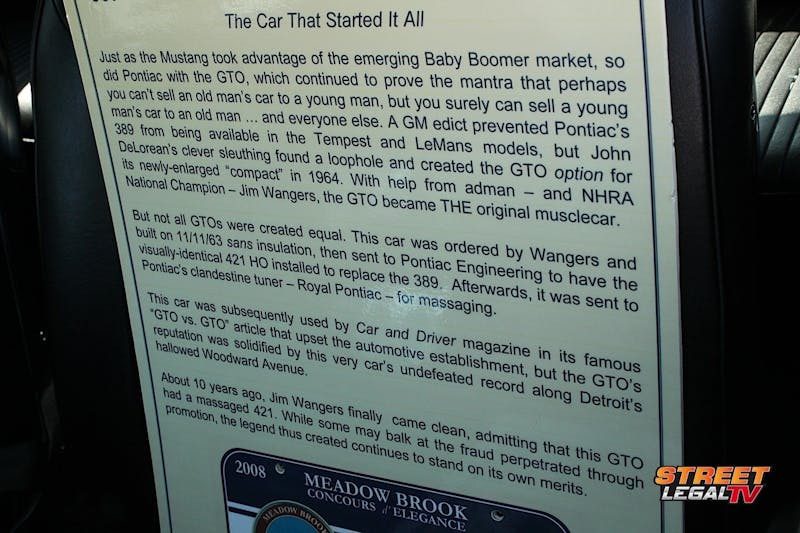 The Car That Started It All
Just as the Mustang took advantage of the emerging Baby Boomer market, so
did Pontiac with the GTO, which continued to prove the mantra that perhaps
you can't sell an old man's car to a young man, but you surely can sell a young
man's car to an old man ... and everyone else. A GM edict prevented Pontiac's
389 from being available in the Tempest and LeMans models, but John
DeLorean's clever sleuthing found a loophole and created the GTO option for
its newly-enlarged "compact" in 1964. With help from adman – and NHRA
National Champion – Jim Wangers, the GTO became THE original musclecar.
But not all GTOs were created equal. This car was ordered by Wangers and
built on 11/11/63 sans insulation, then sent to Pontiac Engineering to have the
visually-identical 421 HO installed to replace the 389. Afterwards, it was sent to
Pontiac's clandestine tuner – Royal Pontiac – for massaging.
This car was subsequently used by Car and Driver magazine in its famous
"GTO vs. GTO" article that upset the automotive establishment, but the GTO's
reputation was solidified by this very car's undefeated record along Detroit's
hallowed Woodward Avenue.
About 10 years ago, Jim Wangers finally came clean, admitting that this GTO
had a massaged 421. While some may balk at the fraud perpetrated through
promotion, the legend thus created continues to stand on its own merits.
2008
MEADOW BROOK
CONCOURS d'ELEGANCE
MEADOW BROOK
STREET
LEGALTV